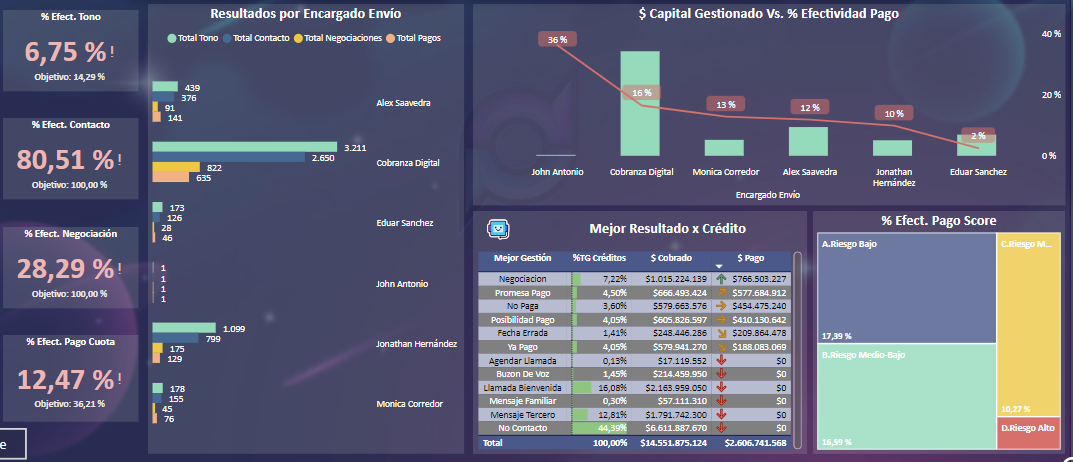 % Efect. Tono
6,75 %!
Objetivo: 14,29 %
% Efect. Contacto
80,51 %!
Objetivo: 100,00 %
% Efect. Negociación
28,29 %!
Objetivo: 100,00 %
% Efect. Pago Cuota
12,47 %!
Objetivo: 36,21 %
e
Resultados por Encargado Envío
Total Tono Total Contacto Total Negociaciones Total Pagos
439
376
91
141
Alex Saavedra
3.211
2.650
822
635
Cobranza Digital
173
126
28
46
Eduar Sanchez
1
1
1
1
John Antonio
1.099
799
175
129
Jonathan Hernández
178
155
45
76
Monica Corredor
$ Capital Gestionado Vs. % Efectividad Pago
40 %
20 %
0 %
36 %
16 %
13 %
12 %
10 %
2 %
John Antonio Cobranza Digital Monica Corredor Alex Saavedra Jonathan Hernández Eduar Sanchez
Encargado Envío
Mejor Resultado x Crédito
Mejor Gestión %TG Créditos $ Cobrado $ Pago
Negociacion 7,22% $1.015.224.139 $766.503.227
Promesa Pago 4,50% $666.493.424 $577.684.912
No Paga 3,60% $579.663.576 $454.475.240
Posibilidad Pago 4,05% $605.826.597 $410.130.642
Fecha Errada 1,41% $248.446.286 $209.864.478
Ya Pago 4,05% $579.941.270 $188.083.069
Agendar Llamada 0,13% $17.119.552 $0
Buzon De Voz 1,45% $214.459.950 $0
Llamada Bienvenida 16,08% $2.163.959.050 $0
Mensaje Familiar 0,30% $57.111.310 $0
Mensaje Tercero 12,81% $1.791.742.300 $0
No Contacto 44,39% $6.611.887.670 $0
Total 100,00% $14.551.875.124 $2.606.741.568
% Efect. Pago Score
A.Riesgo Bajo
17,39 %
B.Riesgo Medio-Bajo
16,59 %
C.Riesgo M...
10,27 %
D.Riesgo Alto